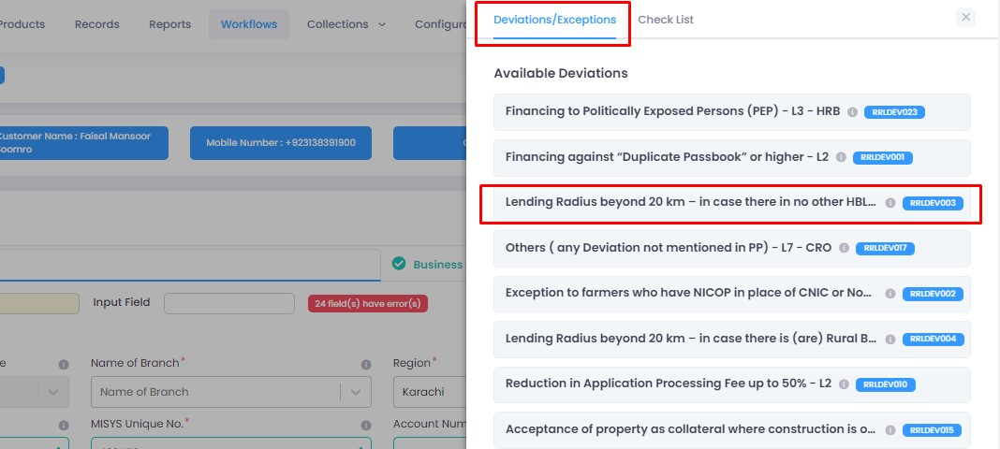 Products Records Reports Workflows Collections
Deviations/Exceptions Check List
Available Deviations
Customer Name : Faisal Mansoor
Soomro
Mobile Number : +923138391900
Financing to Politically Exposed Persons (PEP) - L3 - HRB RRLDEV023
Financing against “Duplicate Passbook” or higher - L2 RRLDEV001
Lending Radius beyond 20 km – in case there in no other HBL... RRLDEV003
Others ( any Deviation not mentioned in PP) - L7 - CRO RRLDEV017
Exception to farmers who have NICOP in place of CNIC or No... RRLDEV002
Lending Radius beyond 20 km – in case there is (are) Rural B... RRLDEV004
Reduction in Application Processing Fee up to 50% - L2 RRLDEV010
Acceptance of property as collateral where construction is o... RRLDEV015
Business
Input Field 24 field(s) have error(s)
Name of Branch* Region*
Name of Branch Karachi
MISYS Unique No.* Account Num